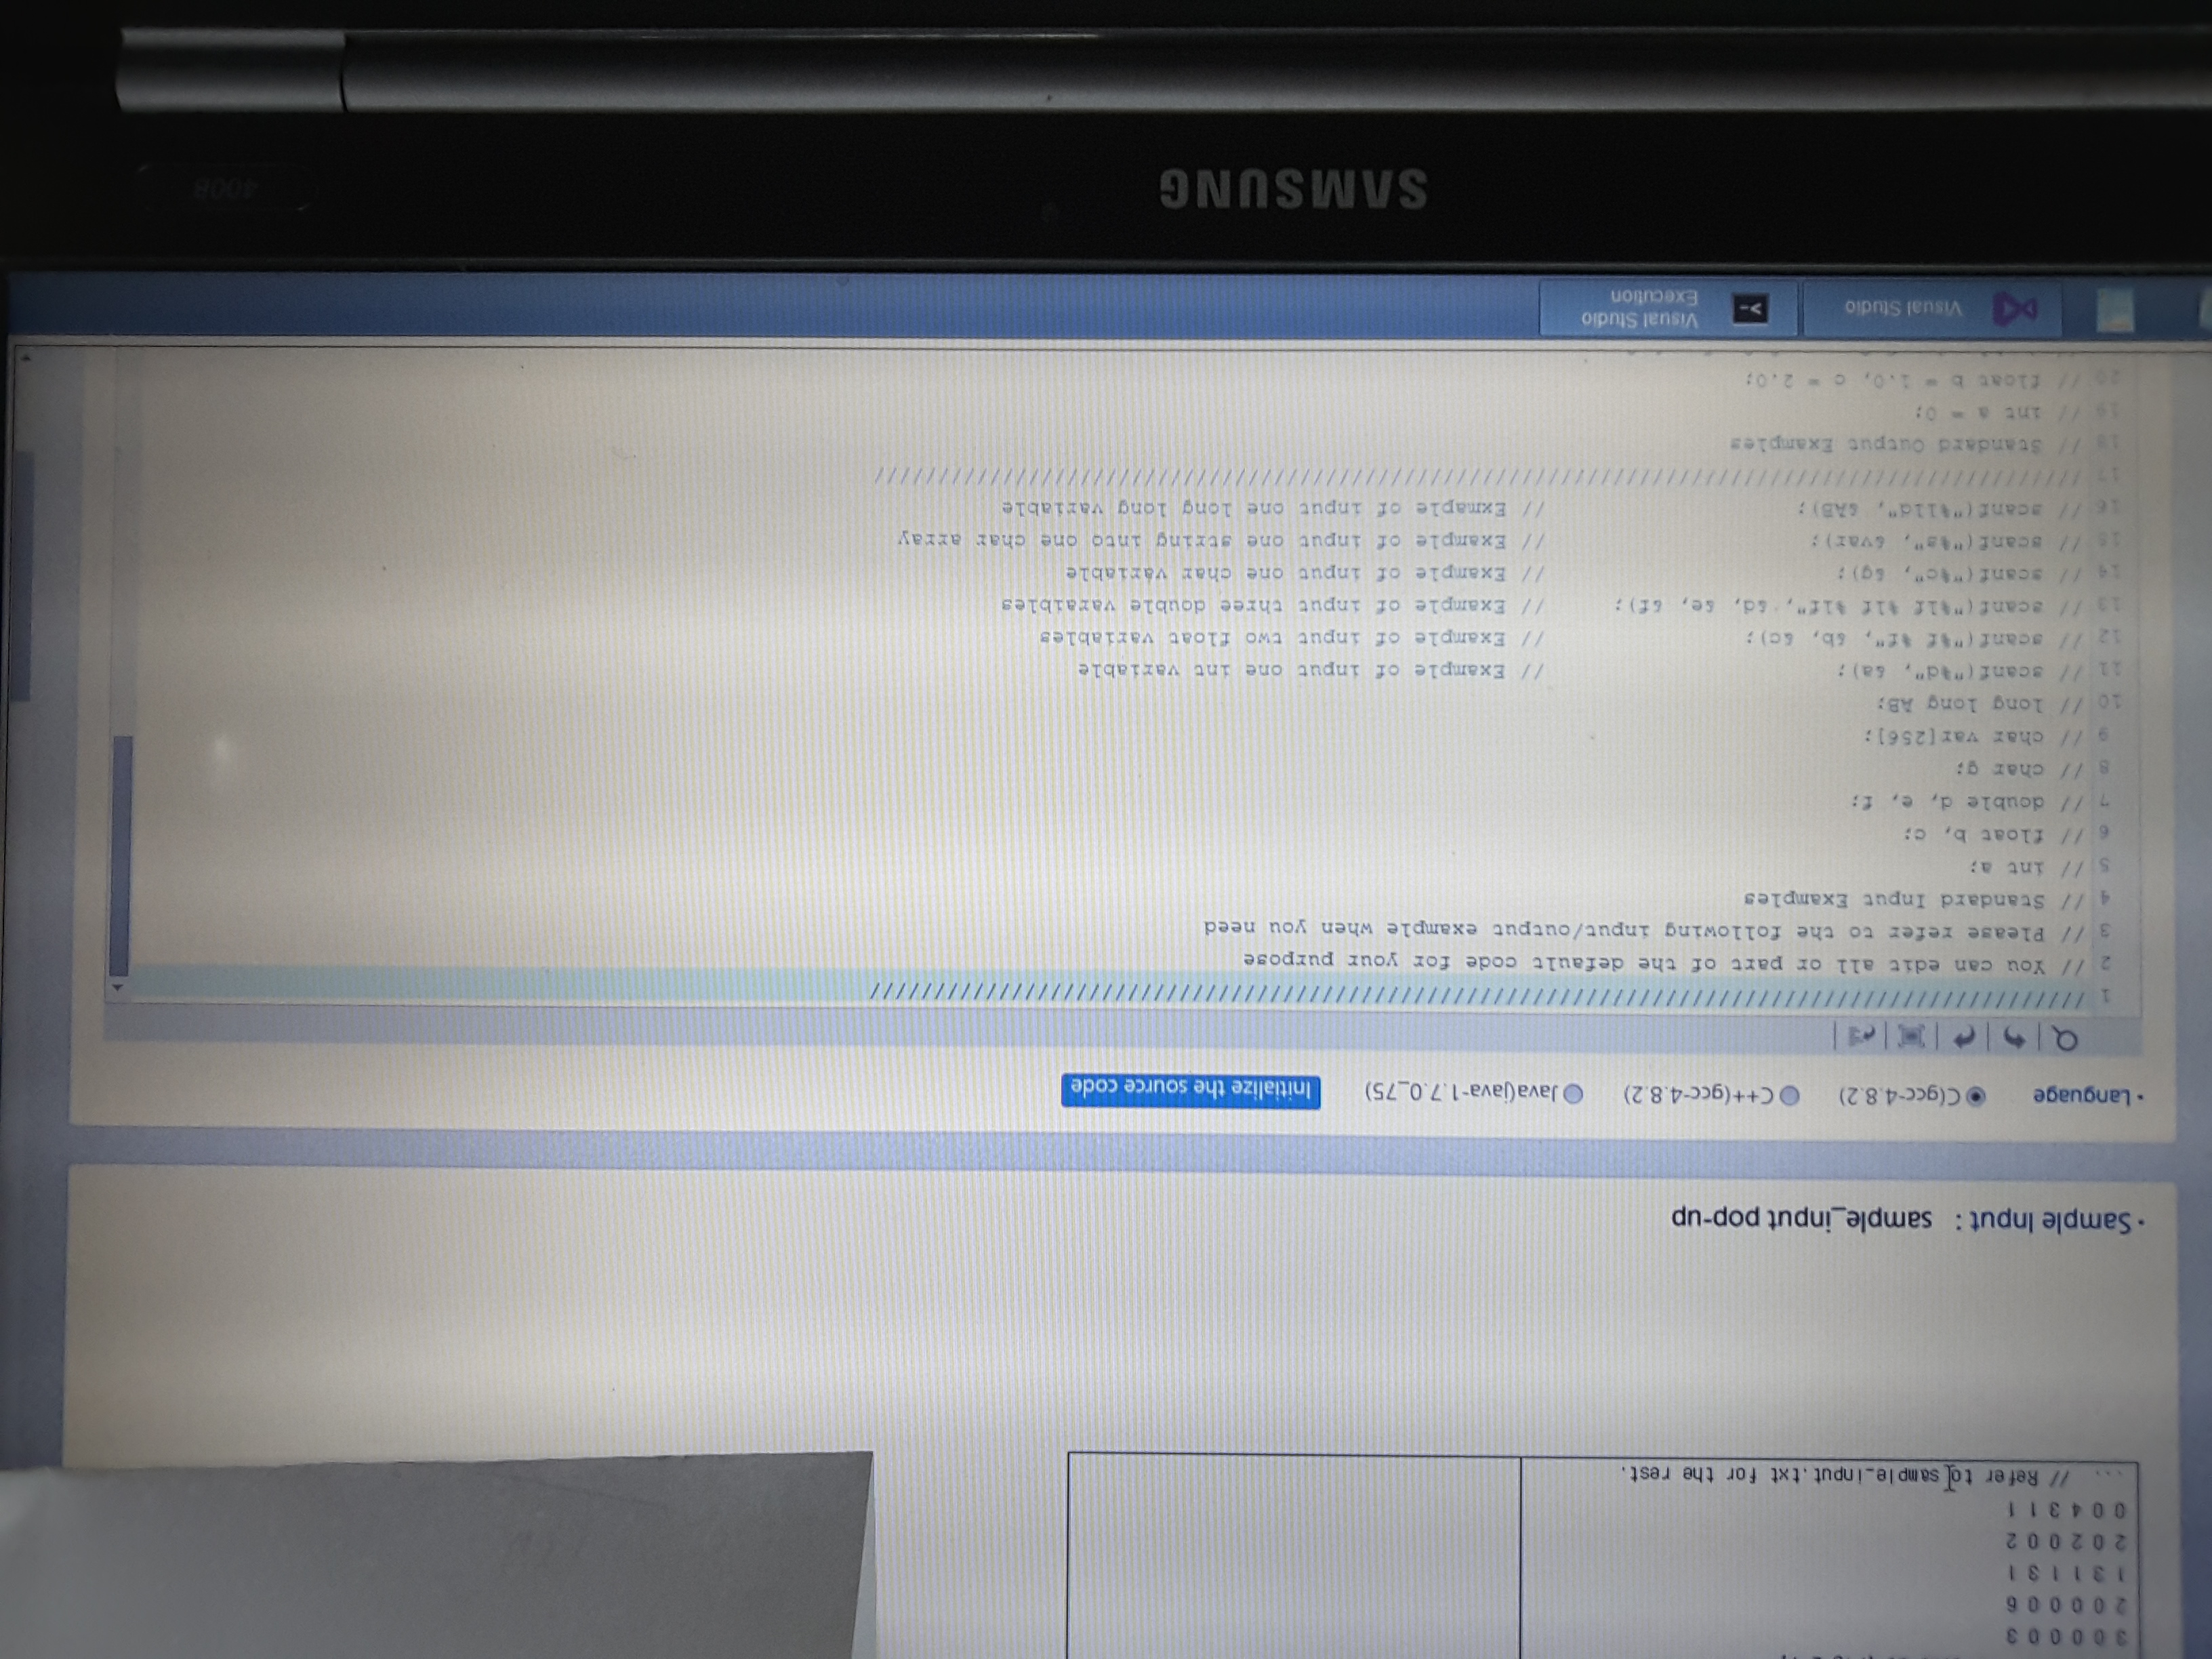 3 0 0 0 0 3
2 0 0 0 0 6
1 3 1 1 3 1
2 0 2 0 0 2
0 0 4 3 1 1
... // Refer to sample_input.txt for the rest.
· Sample Input : sample_input pop-up
· Language C(gcc-4.8.2) C++(gcc-4.8.2) Java(java-1.7.0_75) Initialize the source code
1 /////////////////////////////////////////////////////////////////////////////////////////////
2 // You can edit all or part of the default code for your purpose
3 // Please refer to the following input/output example when you need
4 // Standard Input Examples
5 // int a;
6 // float b, c;
7 // double d, e, f;
8 // char g;
9 // char var[256];
10 // long long AB;
11 // scanf("%d", &a); // Example of input one int variable
12 // scanf("%f %f", &b, &c); // Example of input two float variables
13 // scanf("%lf %lf %lf", &d, &e, &f); // Example of input three double varaibles
14 // scanf("%c", &g); // Example of input one char variable
15 // scanf("%s", &var); // Example of input one string into one char array
16 // scanf("%lld", &AB); // Exmaple of input one long long variable
17 /////////////////////////////////////////////////////////////////////////////////////////////
18 // Standard Output Examples
19 // int a = 0;
20 // float b = 1.0, c = 2.0;
Visual Studio
Visual Studio
Execution
SAMSUNG
400B